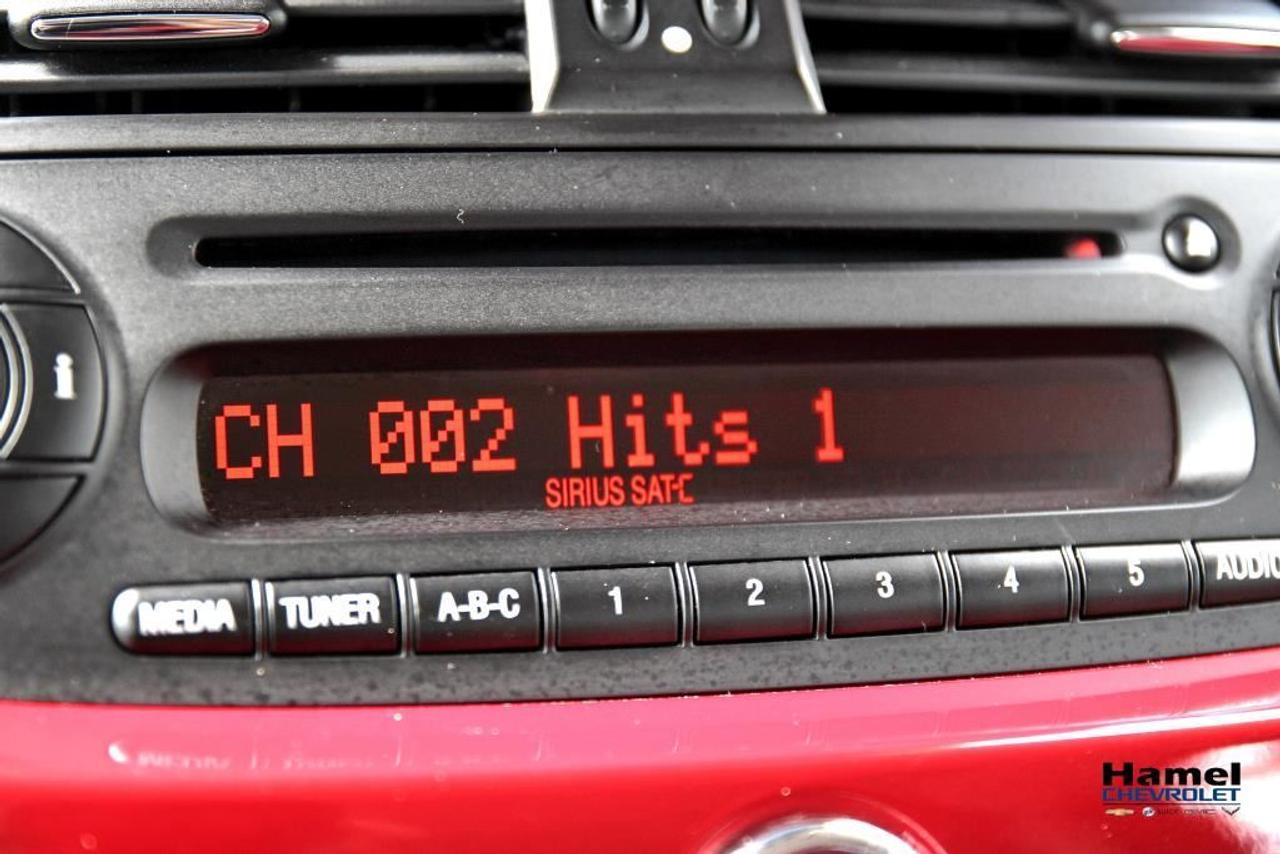 i
CH 002 Hits 1
SIRIUS SAT-C
MEDIA TUNER A-B-C 1 2 3 4 5 AUDIO
Hamel
CHEVROLET